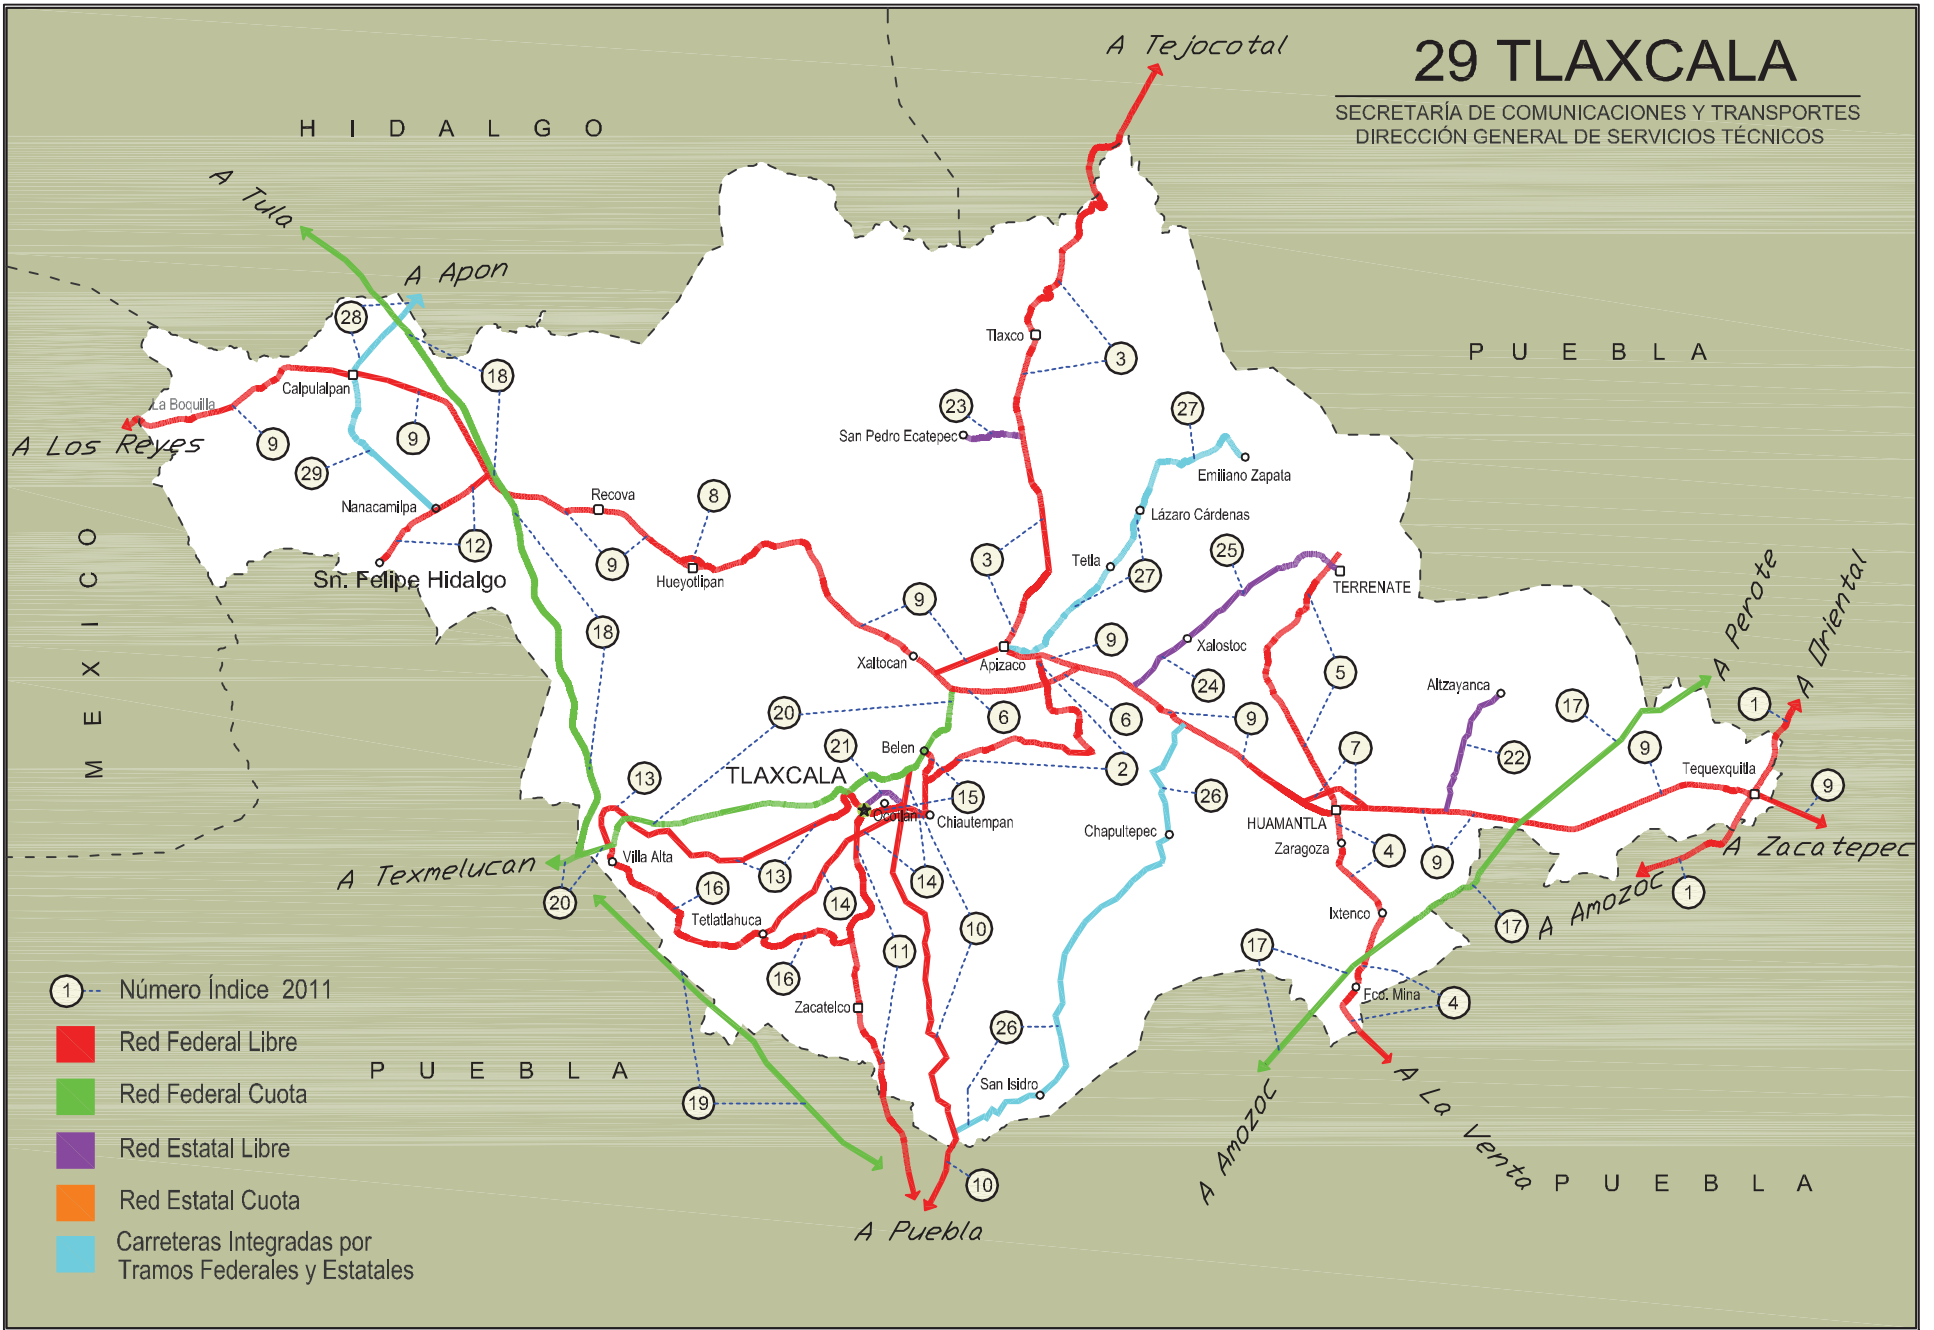 29 TLAXCALA
SECRETARÍA DE COMUNICACIONES Y TRANSPORTES
DIRECCIÓN GENERAL DE SERVICIOS TÉCNICOS
A Tejocotal
H I D A L G O
A Tula
A Apon
28
18
Tlaxco
3
P U E B L A
Calpulalpan
La Boquilla
9
9
A Los Reyes
29
23
San Pedro Ecatepec
27
Emiliano Zapata
Nanacamilpa
Recova
8
Lázaro Cárdenas
12
9
Hueyotlipan
3
Tetla
27
25
TERRENATE
Sn. Felipe Hidalgo
M E X I C O
18
9
Xaltocan
Apizaco
9
Xalostoc
24
5
Altzayanca
A Perote
A Oriental
20
6
6
9
17
1
21
Belen
TLAXCALA
2
7
22
9
Tequexquitla
9
13
15
Ocotlan
Chiautempan
26
Chapultepec
HUAMANTLA
Zaragoza
4
9
A Zacatepec
Villa Alta
A Texmelucan
13
16
14
14
20
Tetlatlahuca
10
11
16
Ixtenco
17
A Amozoc
1
17
4
Fco. Mina
Zacatelco
26
San Isidro
19
P U E B L A
10
A Puebla
A Amozoc
A La Venta
P U E B L A
1 Número Índice 2011
Red Federal Libre
Red Federal Cuota
Red Estatal Libre
Red Estatal Cuota
Carreteras Integradas por
Tramos Federales y Estatales